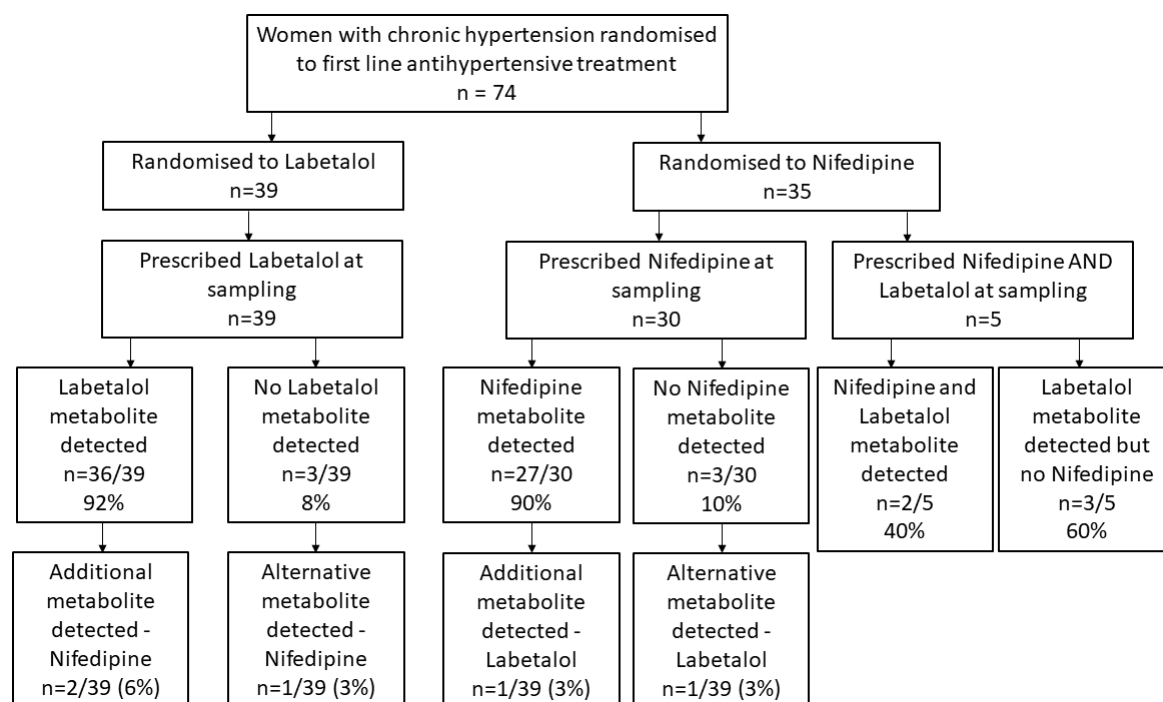 Women with chronic hypertension randomised
to first line antihypertensive treatment
n = 74
Randomised to Labetalol
n=39
Randomised to Nifedipine
n=35
Prescribed Labetalol at
sampling
n=39
Prescribed Nifedipine at
sampling
n=30
Prescribed Nifedipine AND
Labetalol at sampling
n=5
Labetalol
metabolite
detected
n=36/39
92%
No Labetalol
metabolite
detected
n=3/39
8%
Nifedipine
metabolite
detected
n=27/30
90%
No Nifedipine
metabolite
detected
n=3/30
10%
Nifedipine and
Labetalol
metabolite
detected
n=2/5
40%
Labetalol
metabolite
detected but
no Nifedipine
n=3/5
60%
Additional
metabolite
detected -
Nifedipine
n=2/39 (6%)
Alternative
metabolite
detected -
Nifedipine
n=1/39 (3%)
Additional
metabolite
detected -
Labetalol
n=1/39 (3%)
Alternative
metabolite
detected -
Labetalol
n=1/39 (3%)